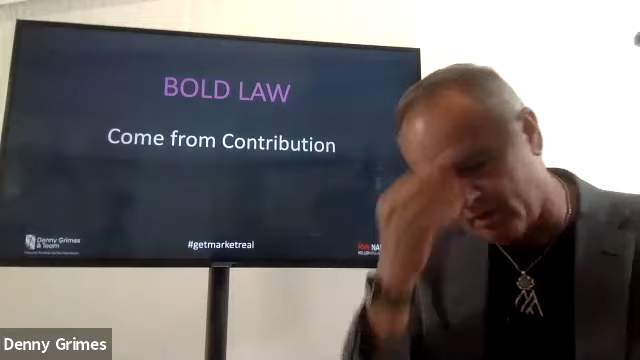 BOLD LAW
Come from Contribution
Denny Grimes
& Team
#getmarketreal
Denny Grimes